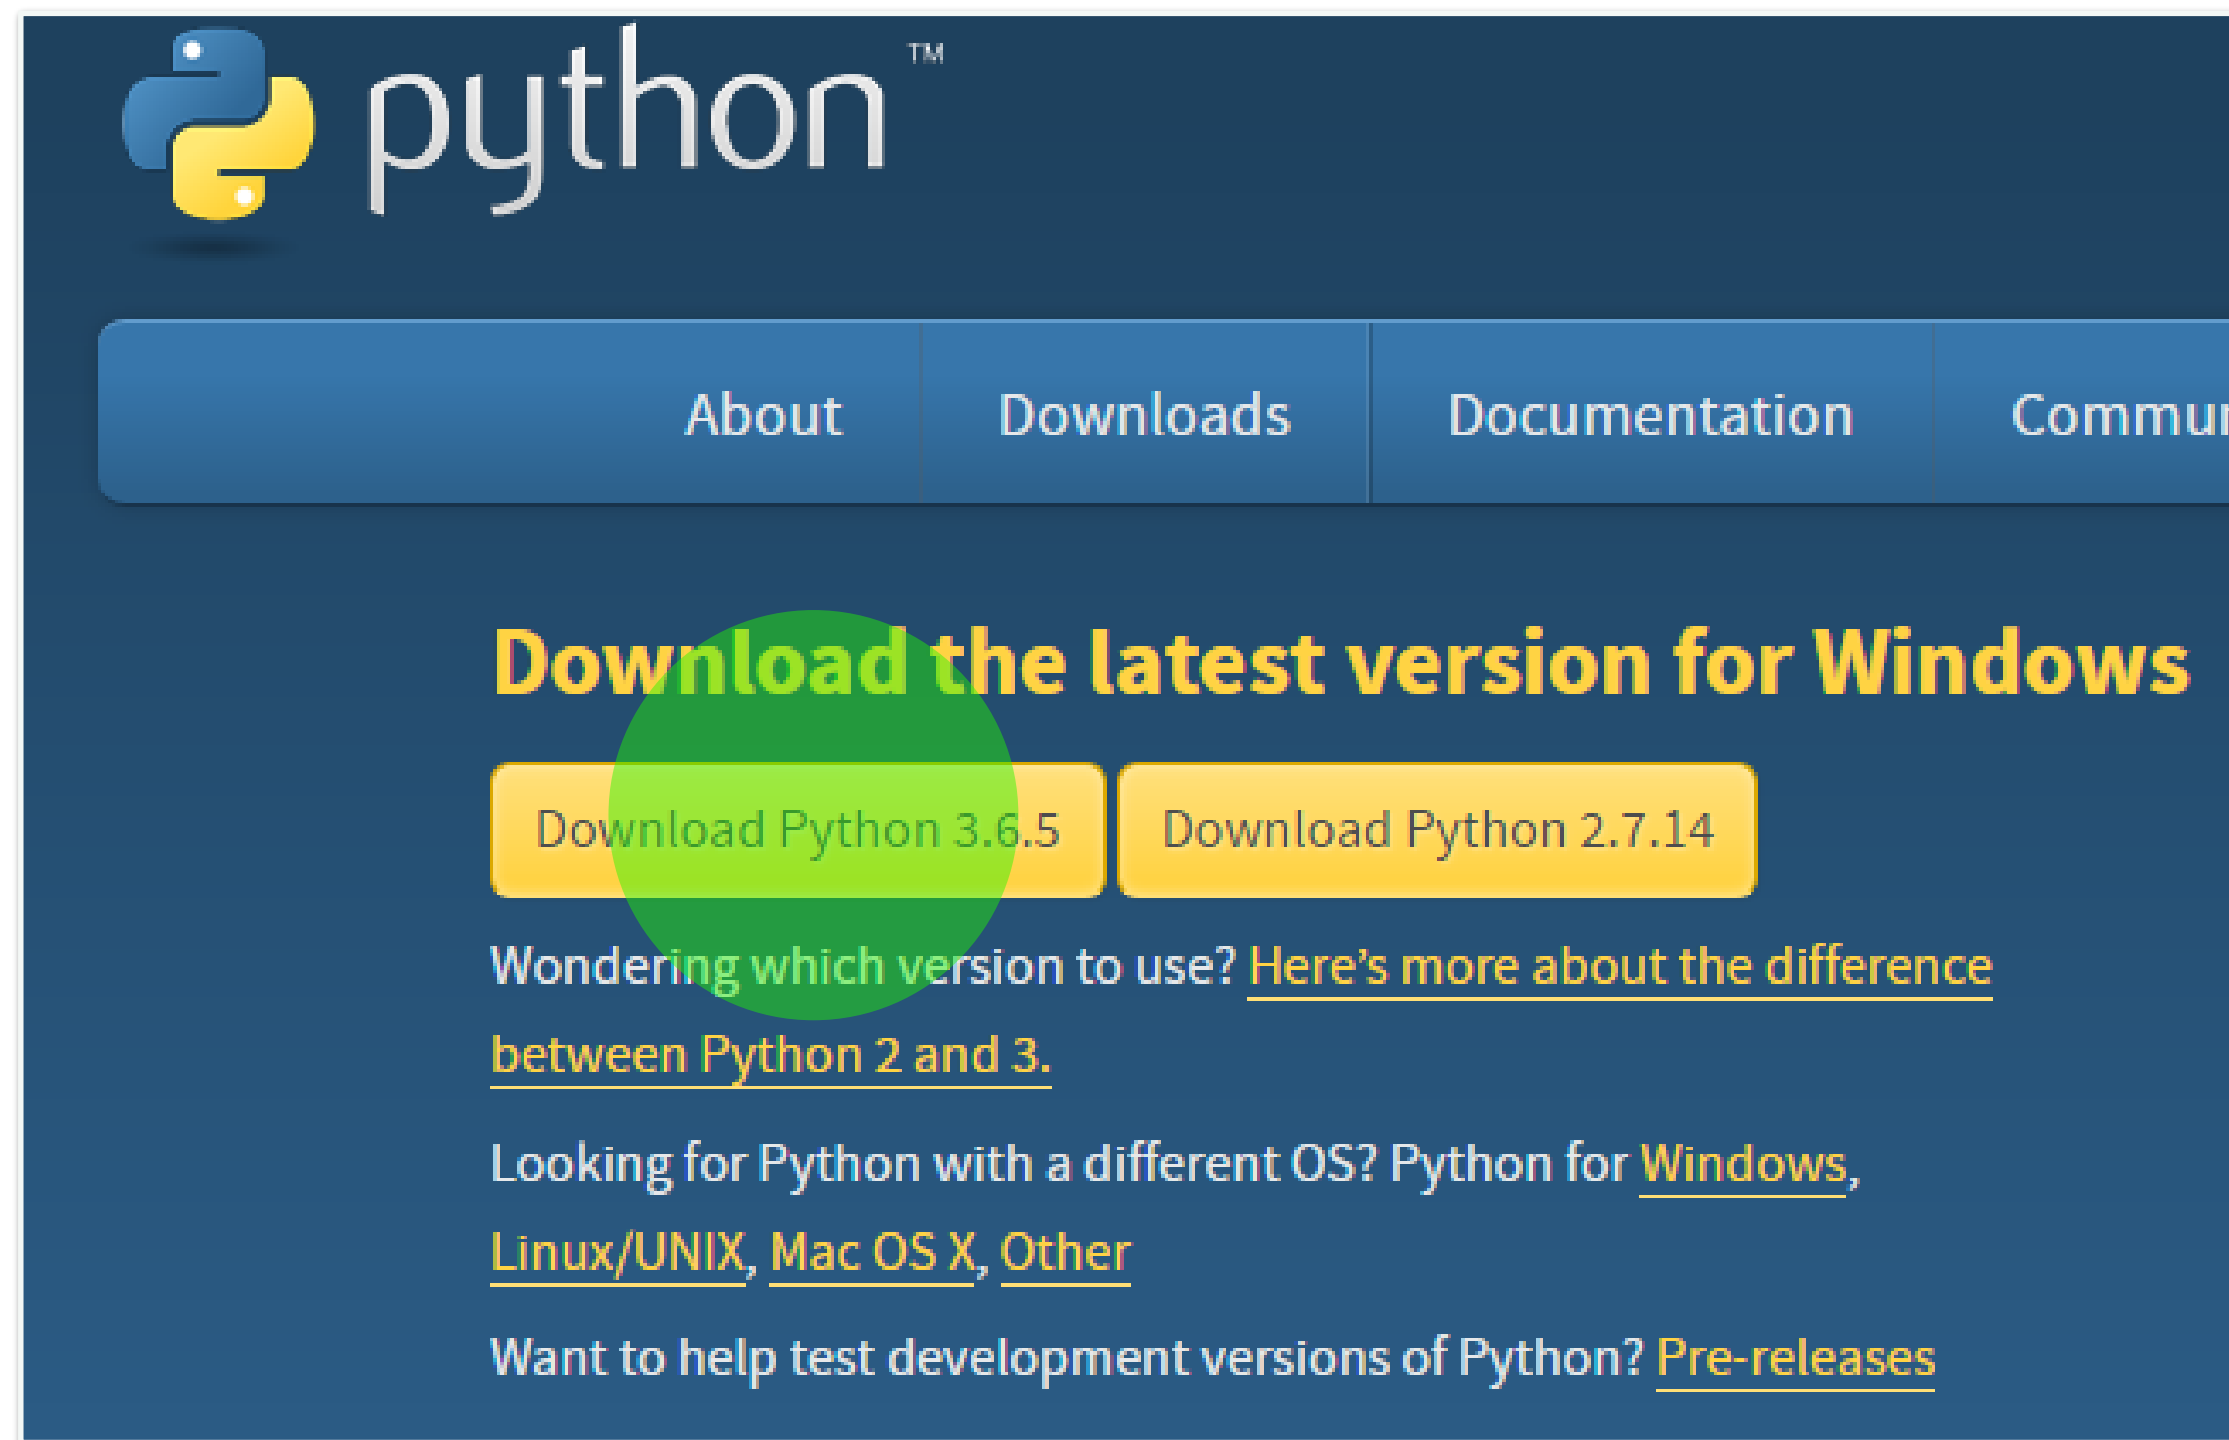 python™
About Downloads Documentation
Download the latest version for Windows
Download Python 3.6.5 Download Python 2.7.14
Wondering which version to use? Here’s more about the difference
between Python 2 and 3.
Looking for Python with a different OS? Python for Windows,
Linux/UNIX, Mac OS X, Other
Want to help test development versions of Python? Pre-releases